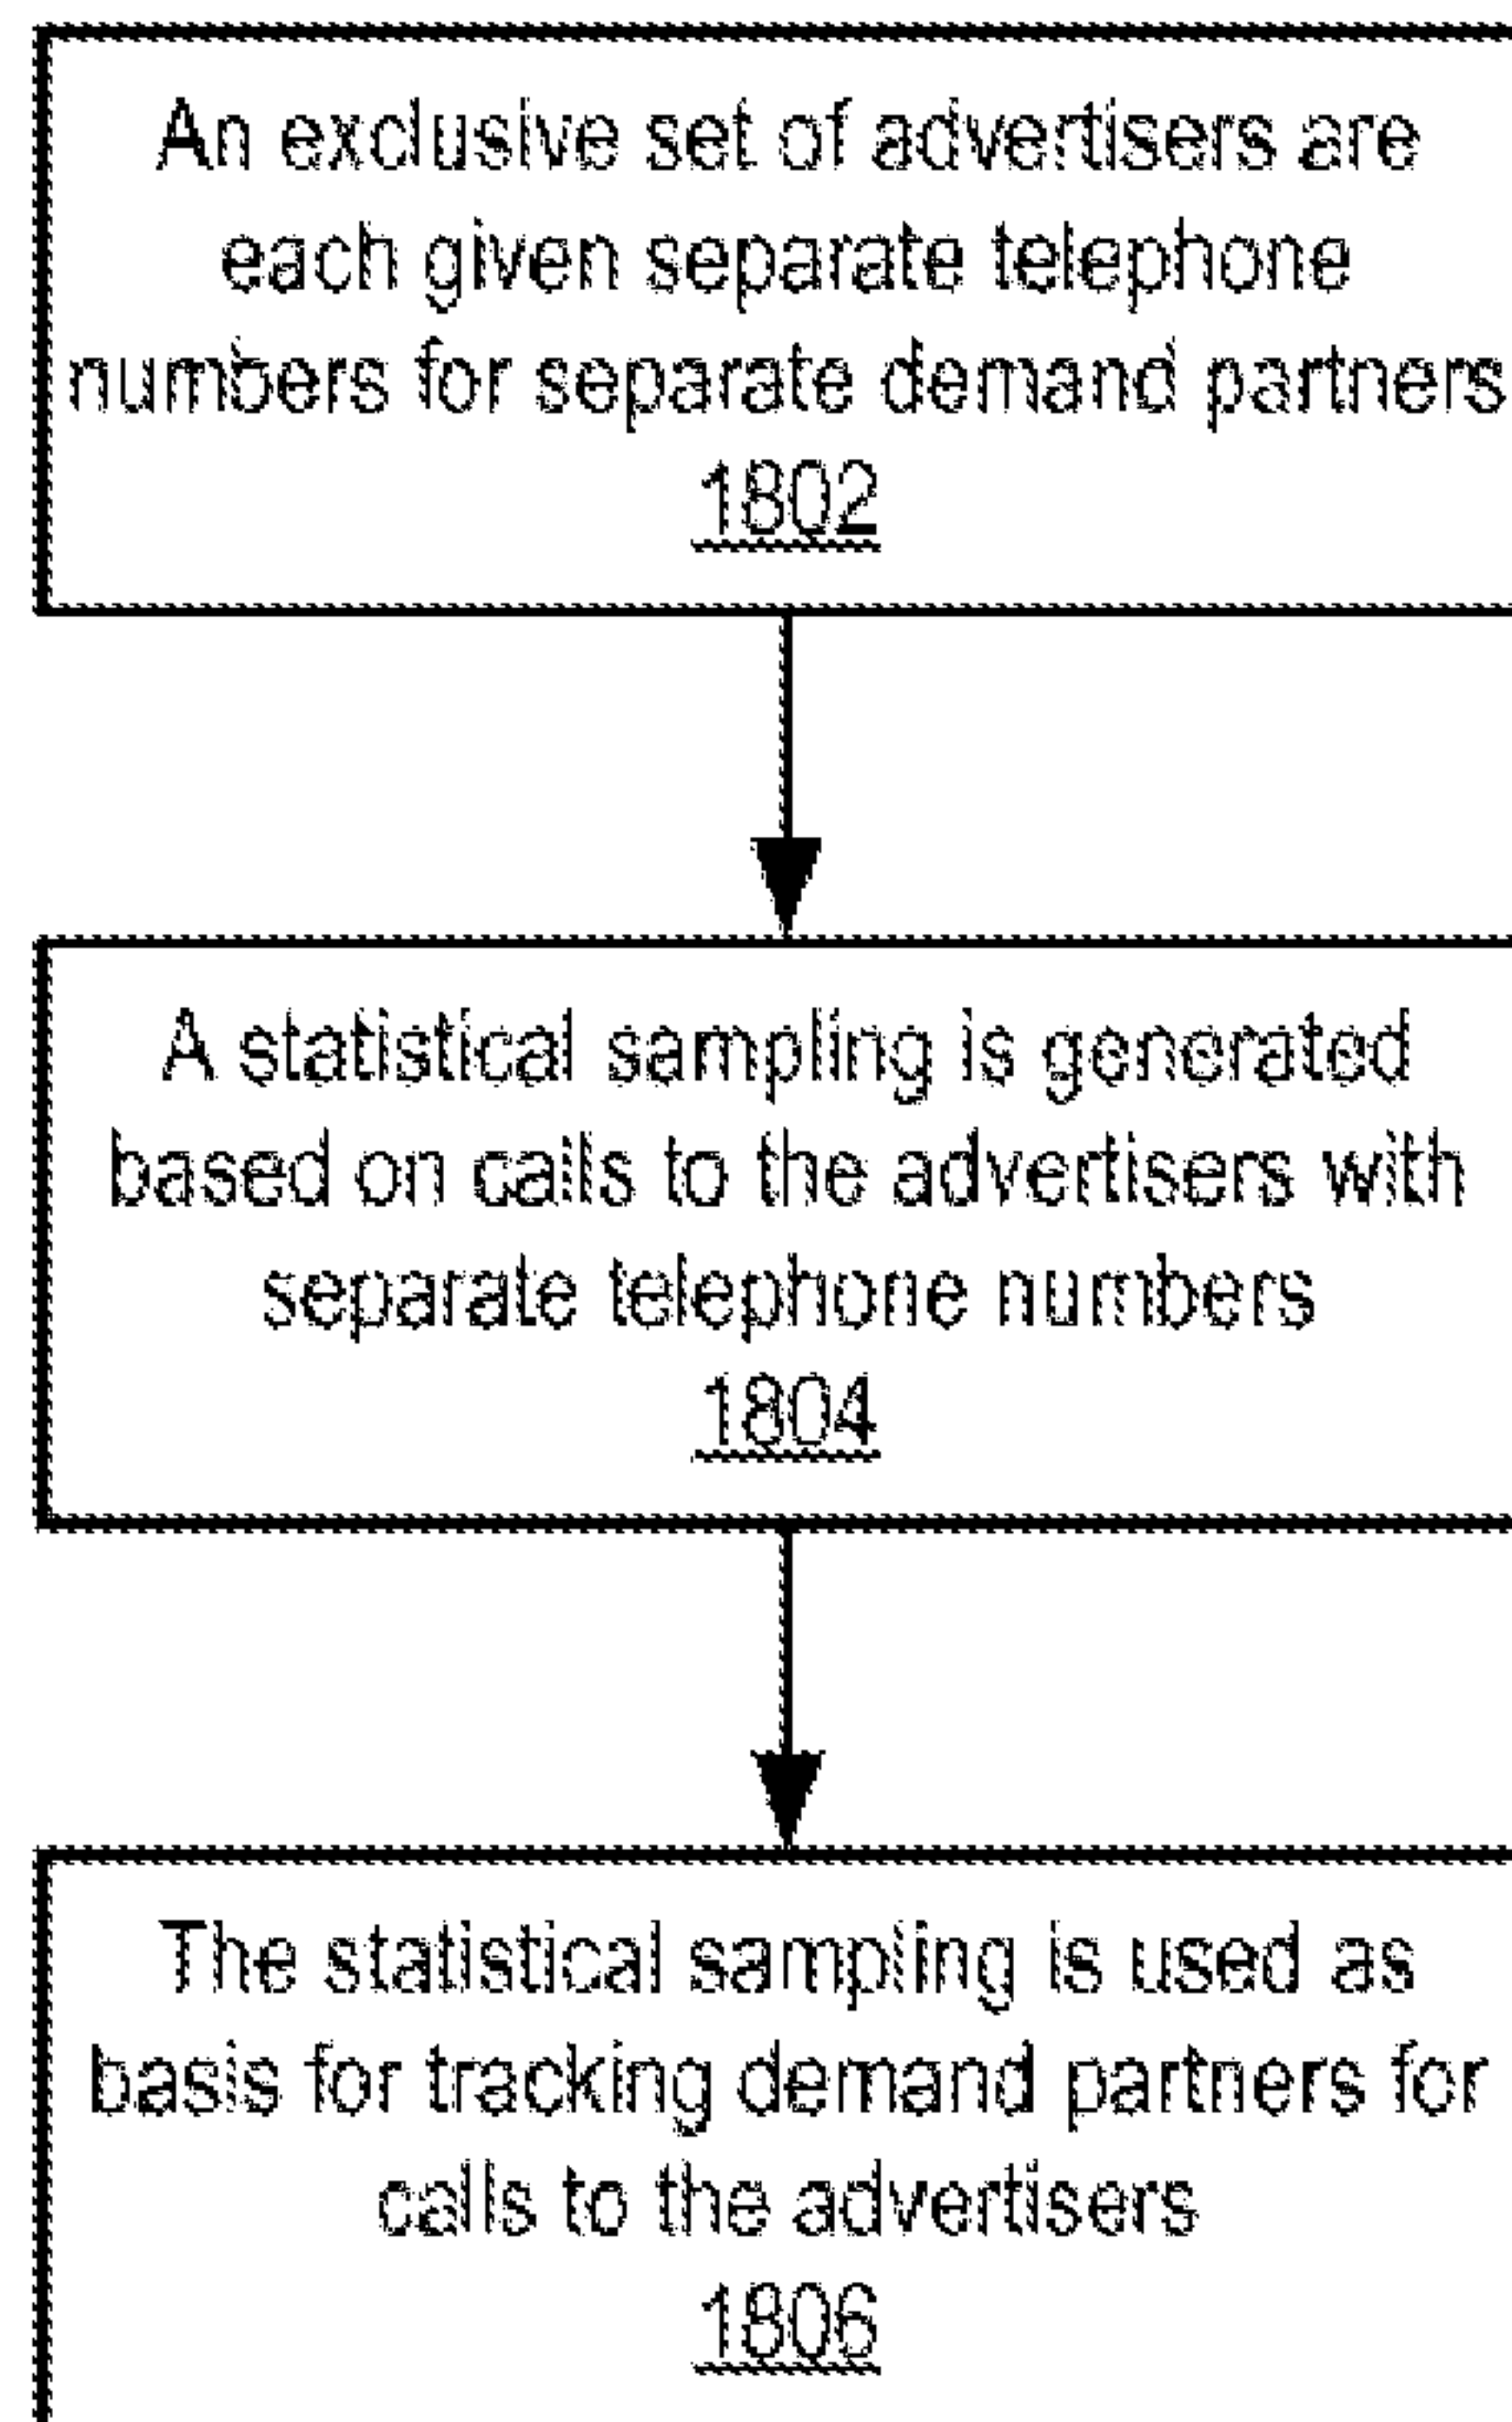 An exclusive set of advertisers are
each given separate telephone
numbers for separate demand partners
1802
A statistical sampling is generated
based on calls to the advertisers with
separate telephone numbers
1804
The statistical sampling is used as
basis for tracking demand partners for
calls to the advertisers
1806